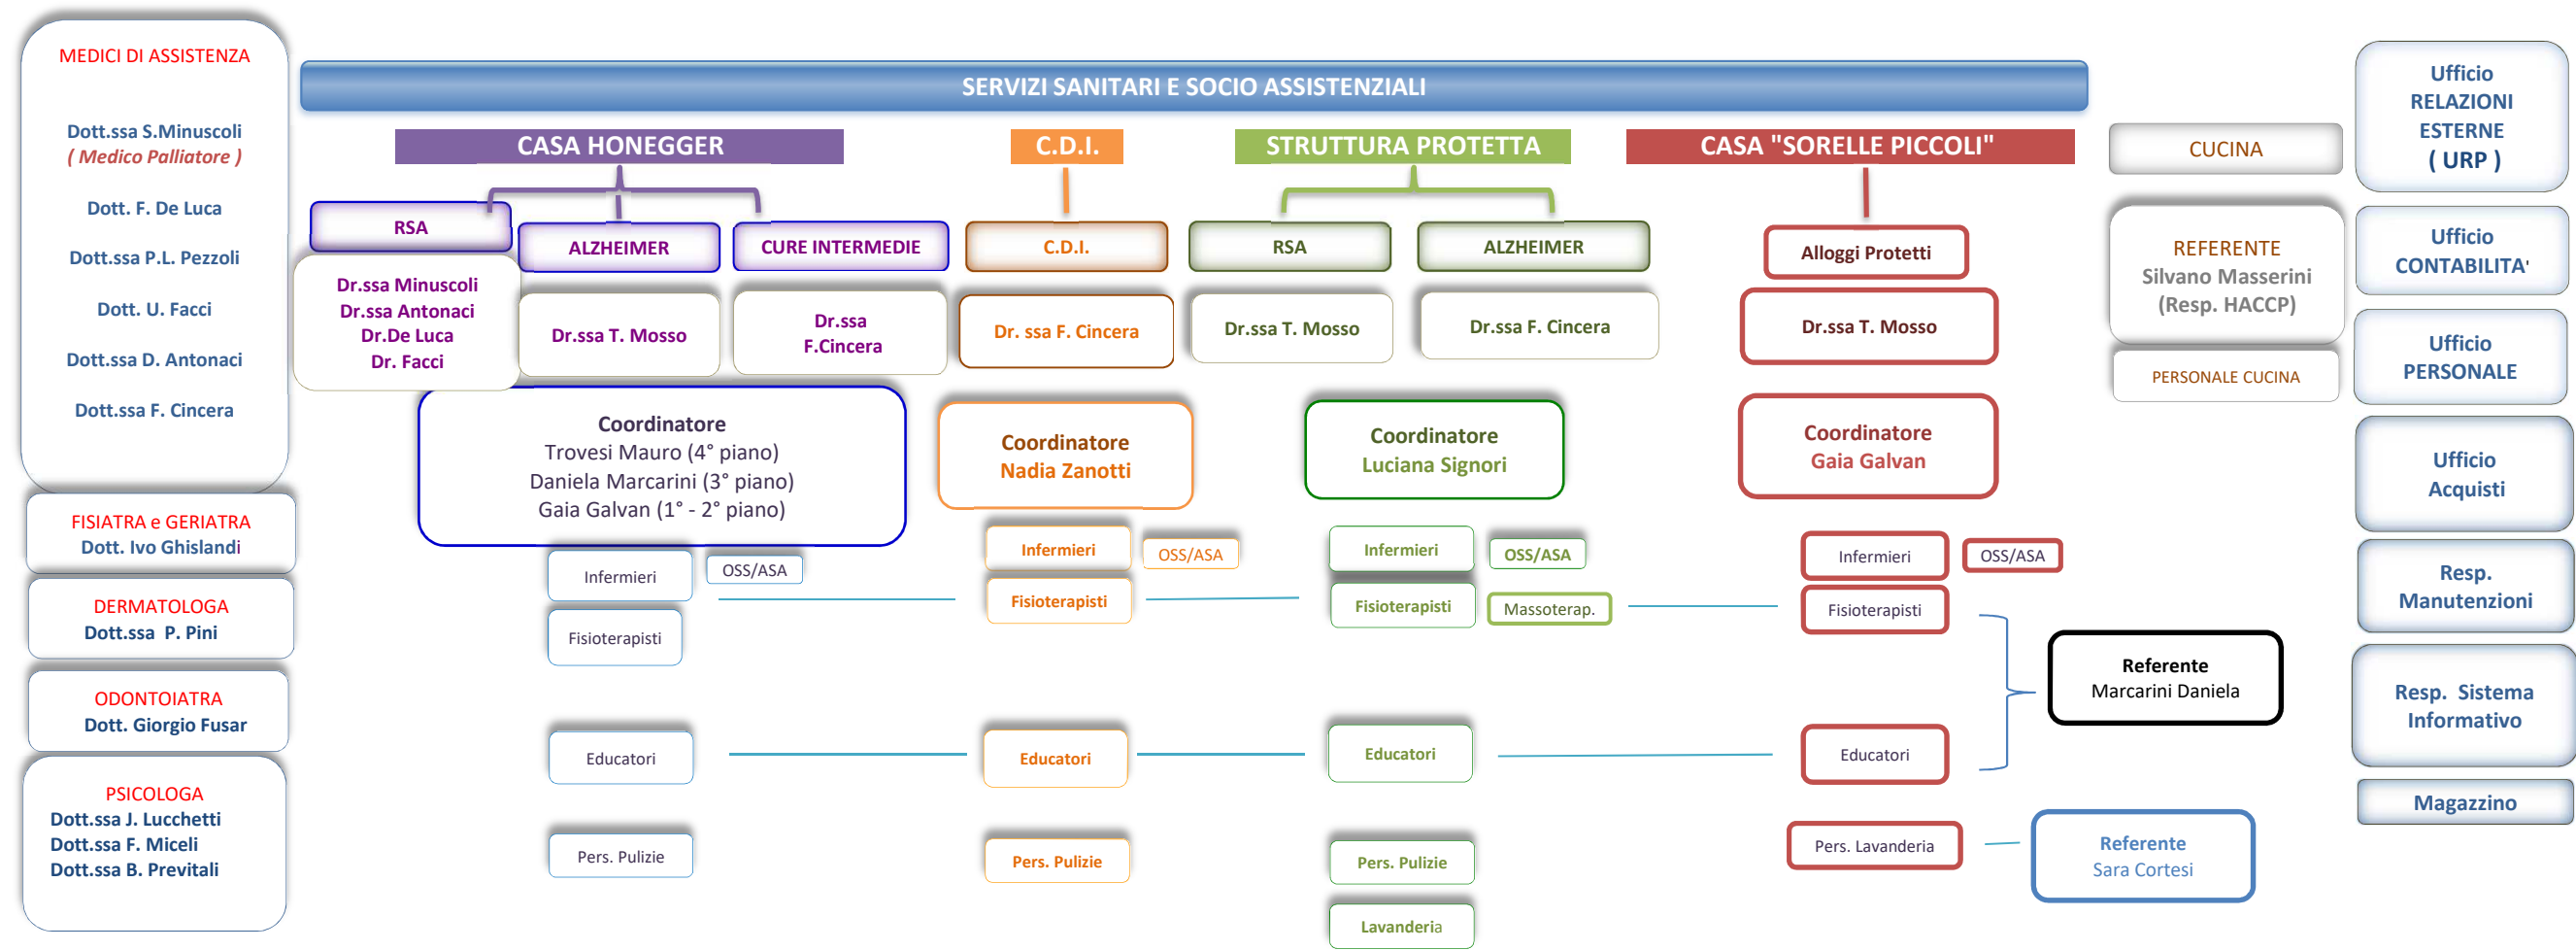 MEDICI DI ASSISTENZA
Dott.ssa S.Minuscoli
( Medico Palliatore )
Dott. F. De Luca
Dott.ssa P.L. Pezzoli
Dott. U. Facci
Dott.ssa D. Antonaci
Dott.ssa F. Cincera
FISIATRA e GERIATRA
Dott. Ivo Ghislandi
DERMATOLOGA
Dott.ssa P. Pini
ODONTOIATRA
Dott. Giorgio Fusar
PSICOLOGA
Dott.ssa J. Lucchetti
Dott.ssa F. Miceli
Dott.ssa B. Previtali
SERVIZI SANITARI E SOCIO ASSISTENZIALI
CASA HONEGGER
RSA
ALZHEIMER
CURE INTERMEDIE
Dr.ssa Minuscoli
Dr.ssa Antonaci
Dr.De Luca
Dr. Facci
Dr.ssa T. Mosso
Dr.ssa
F.Cincera
Coordinatore
Trovesi Mauro (4° piano)
Daniela Marcarini (3° piano)
Gaia Galvan (1° - 2° piano)
Infermieri
OSS/ASA
Fisioterapisti
Educatori
Pers. Pulizie
C.D.I.
C.D.I.
Dr. ssa F. Cincera
Coordinatore
Nadia Zanotti
Infermieri
OSS/ASA
Fisioterapisti
Educatori
Pers. Pulizie
STRUTTURA PROTETTA
RSA
ALZHEIMER
Dr.ssa T. Mosso
Dr.ssa F. Cincera
Coordinatore
Luciana Signori
Infermieri
OSS/ASA
Fisioterapisti
Massoterap.
Educatori
Pers. Pulizie
Lavanderia
CASA "SORELLE PICCOLI"
Alloggi Protetti
Dr.ssa T. Mosso
Coordinatore
Gaia Galvan
Infermieri
OSS/ASA
Fisioterapisti
Educatori
Pers. Lavanderia
Referente
Marcarini Daniela
Referente
Sara Cortesi
CUCINA
REFERENTE
Silvano Masserini
(Resp. HACCP)
PERSONALE CUCINA
Ufficio
RELAZIONI
ESTERNE
( URP )
Ufficio
CONTABILITA'
Ufficio
PERSONALE
Ufficio
Acquisti
Resp.
Manutenzioni
Resp. Sistema
Informativo
Magazzino